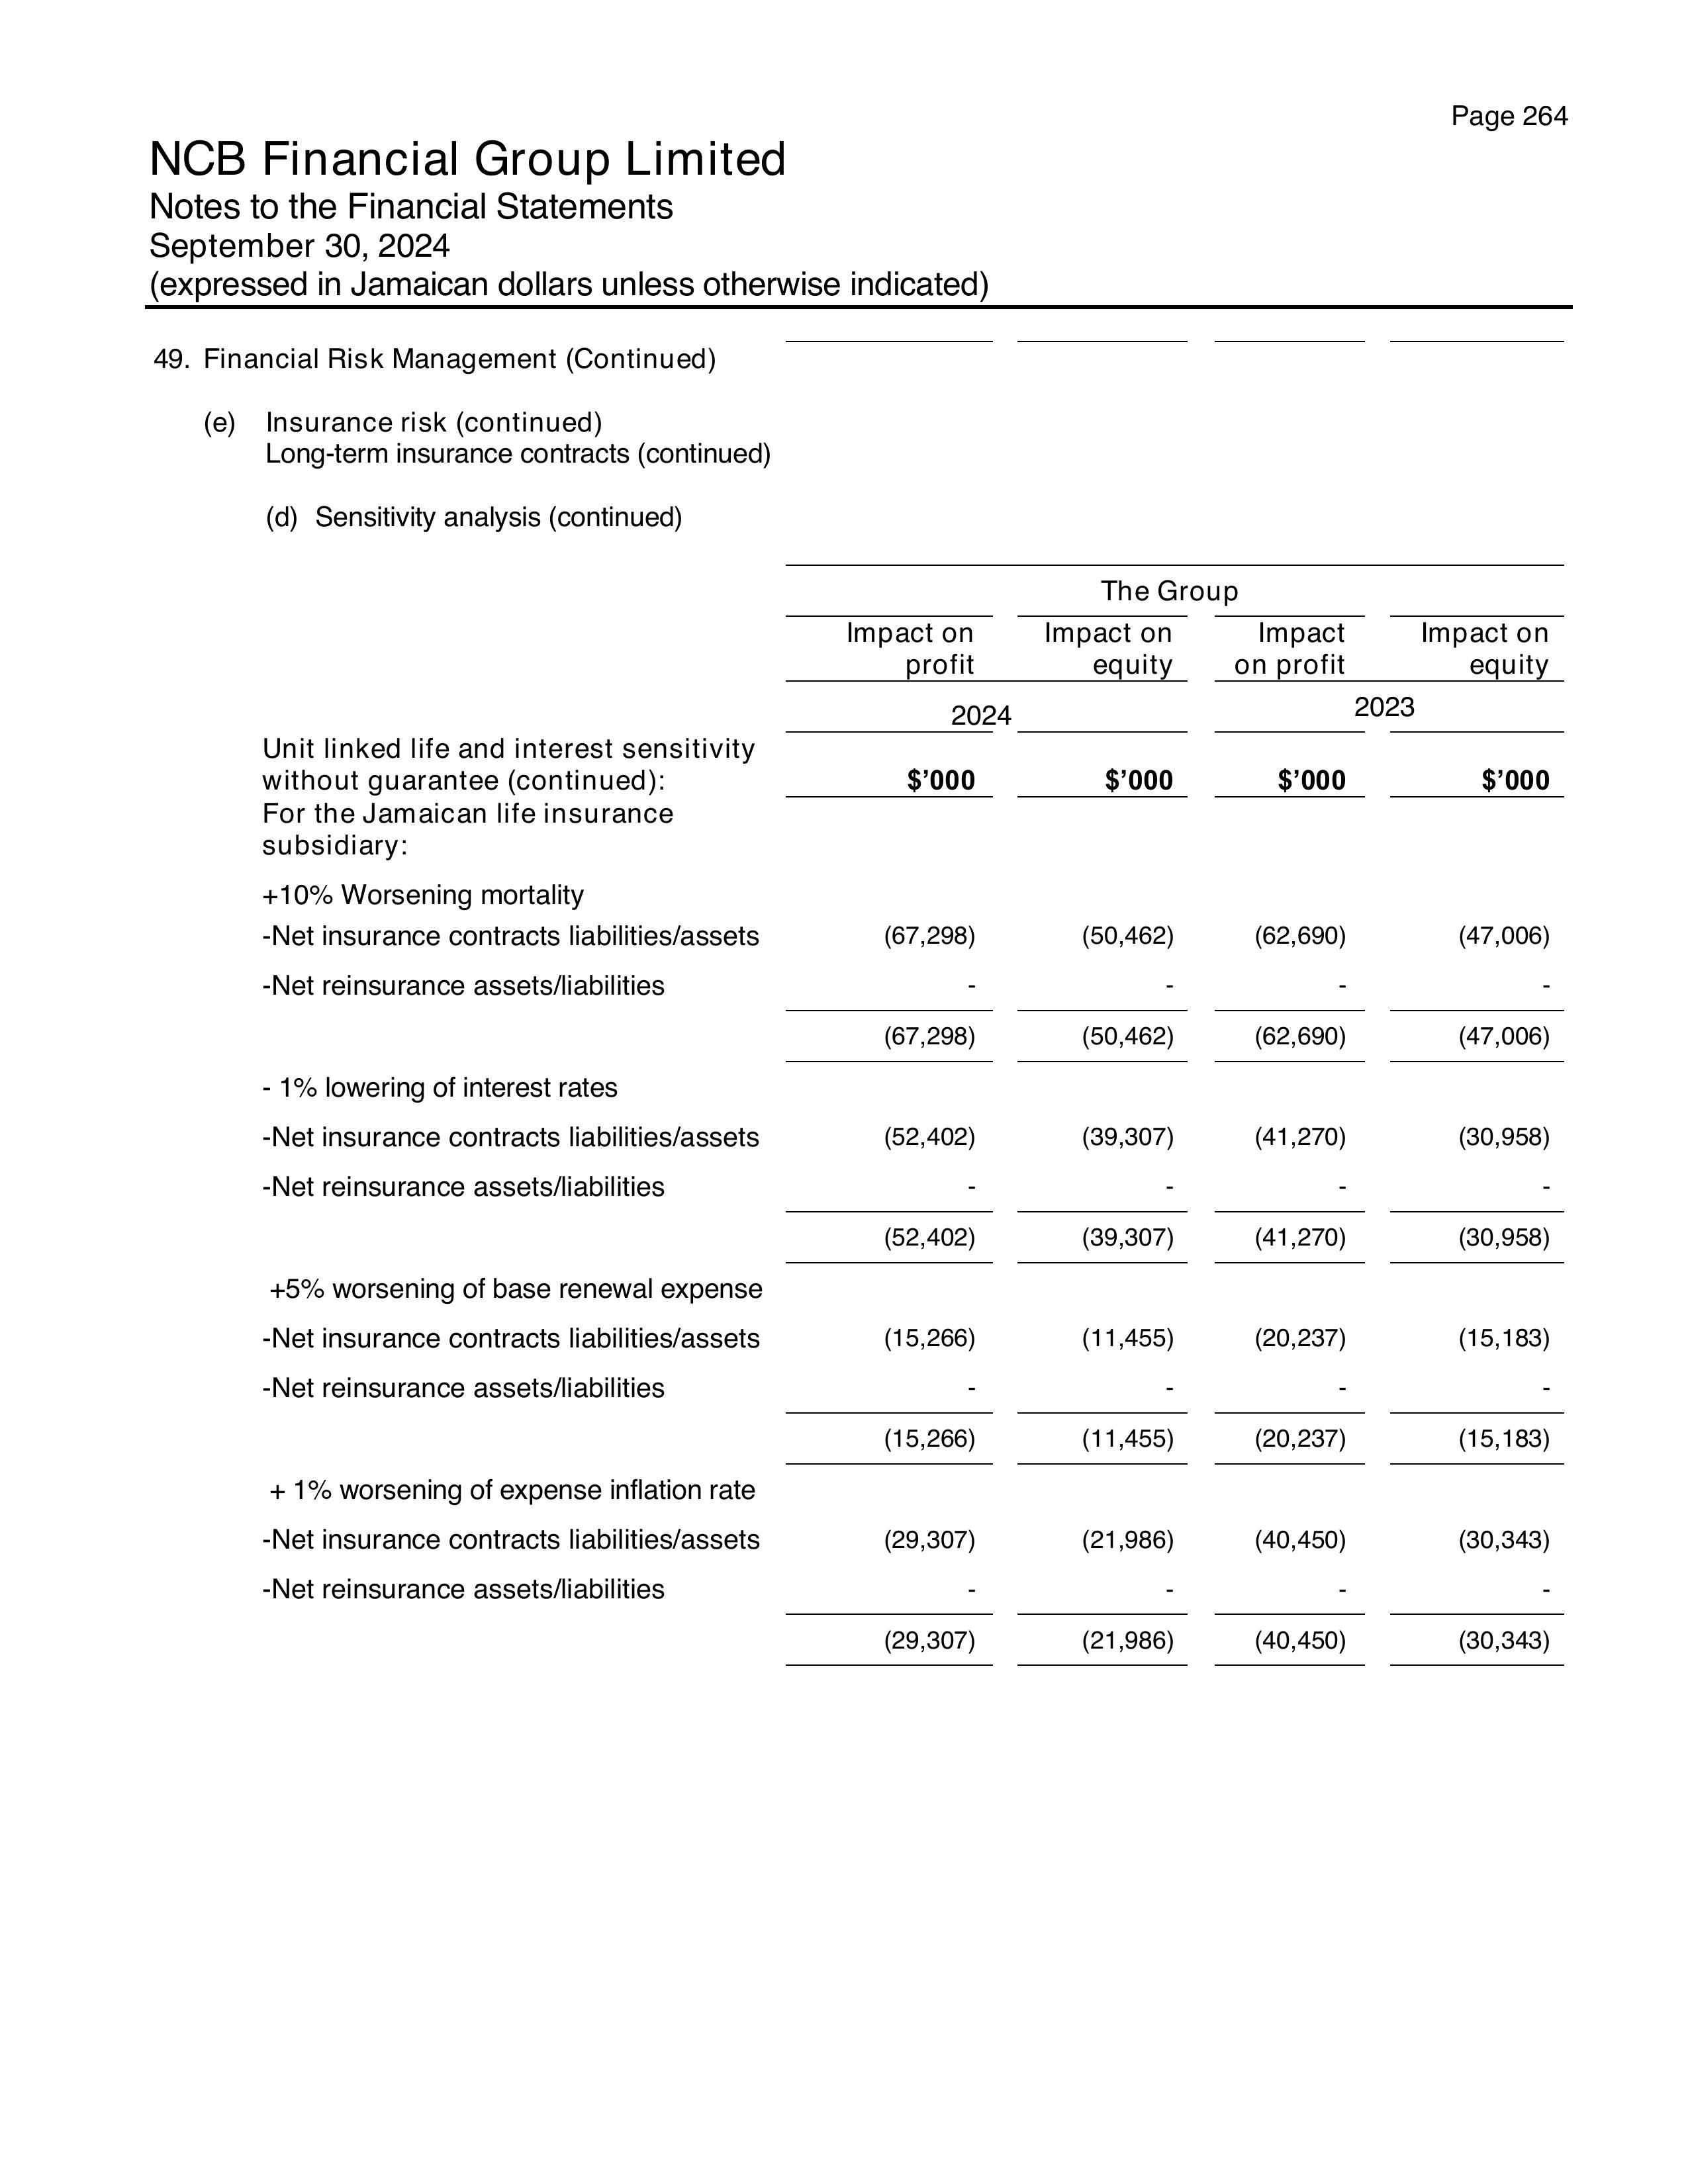 Page 264
NCB Financial Group Limited
Notes to the Financial Statements
September 30, 2024
(expressed in Jamaican dollars unless otherwise indicated)
49. Financial Risk Management (Continued)
(e) Insurance risk (continued)
Long-term insurance contracts (continued)
(d) Sensitivity analysis (continued)
The Group
Impact on profit Impact on equity Impact on profit Impact on equity
2024 2023
Unit linked life and interest sensitivity
without guarantee (continued): $’000 $’000 $’000 $’000
For the Jamaican life insurance
subsidiary:
+10% Worsening mortality
-Net insurance contracts liabilities/assets (67,298) (50,462) (62,690) (47,006)
-Net reinsurance assets/liabilities - - - -
(67,298) (50,462) (62,690) (47,006)
- 1% lowering of interest rates
-Net insurance contracts liabilities/assets (52,402) (39,307) (41,270) (30,958)
-Net reinsurance assets/liabilities - - - -
(52,402) (39,307) (41,270) (30,958)
+5% worsening of base renewal expense
-Net insurance contracts liabilities/assets (15,266) (11,455) (20,237) (15,183)
-Net reinsurance assets/liabilities - - - -
(15,266) (11,455) (20,237) (15,183)
+ 1% worsening of expense inflation rate
-Net insurance contracts liabilities/assets (29,307) (21,986) (40,450) (30,343)
-Net reinsurance assets/liabilities - - - -
(29,307) (21,986) (40,450) (30,343)